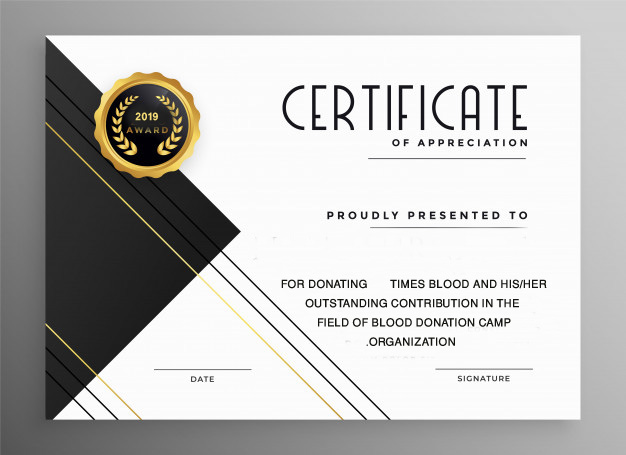 2019
AWARD
CERTIFICATE
OF APPRECIATION
PROUDLY PRESENTED TO
FOR DONATING TIMES BLOOD AND HIS/HER
OUTSTANDING CONTRIBUTION IN THE
FIELD OF BLOOD DONATION CAMP
.ORGANIZATION
DATE
SIGNATURE